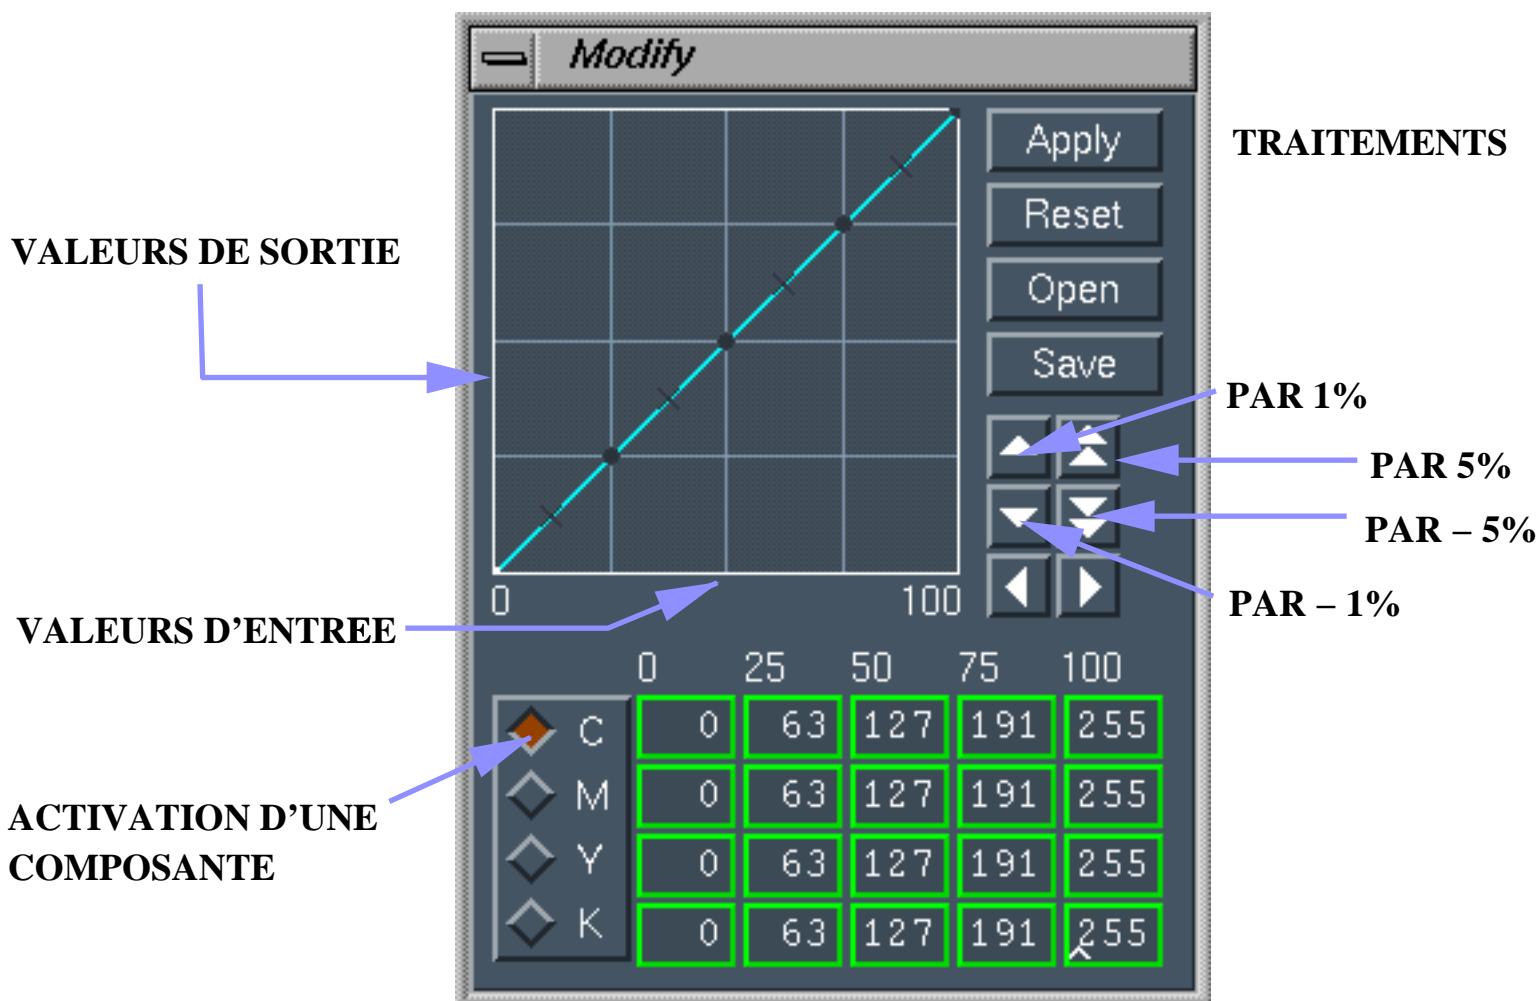 Modify
Apply
TRAITEMENTS
Reset
VALEURS DE SORTIE
Open
Save
PAR 1%
PAR 5%
PAR – 5%
0 100
PAR – 1%
VALEURS D'ENTREE
0 25 50 75 100
C 0 63 127 191 255
M 0 63 127 191 255
ACTIVATION D'UNE
COMPOSANTE
Y 0 63 127 191 255
K 0 63 127 191 255